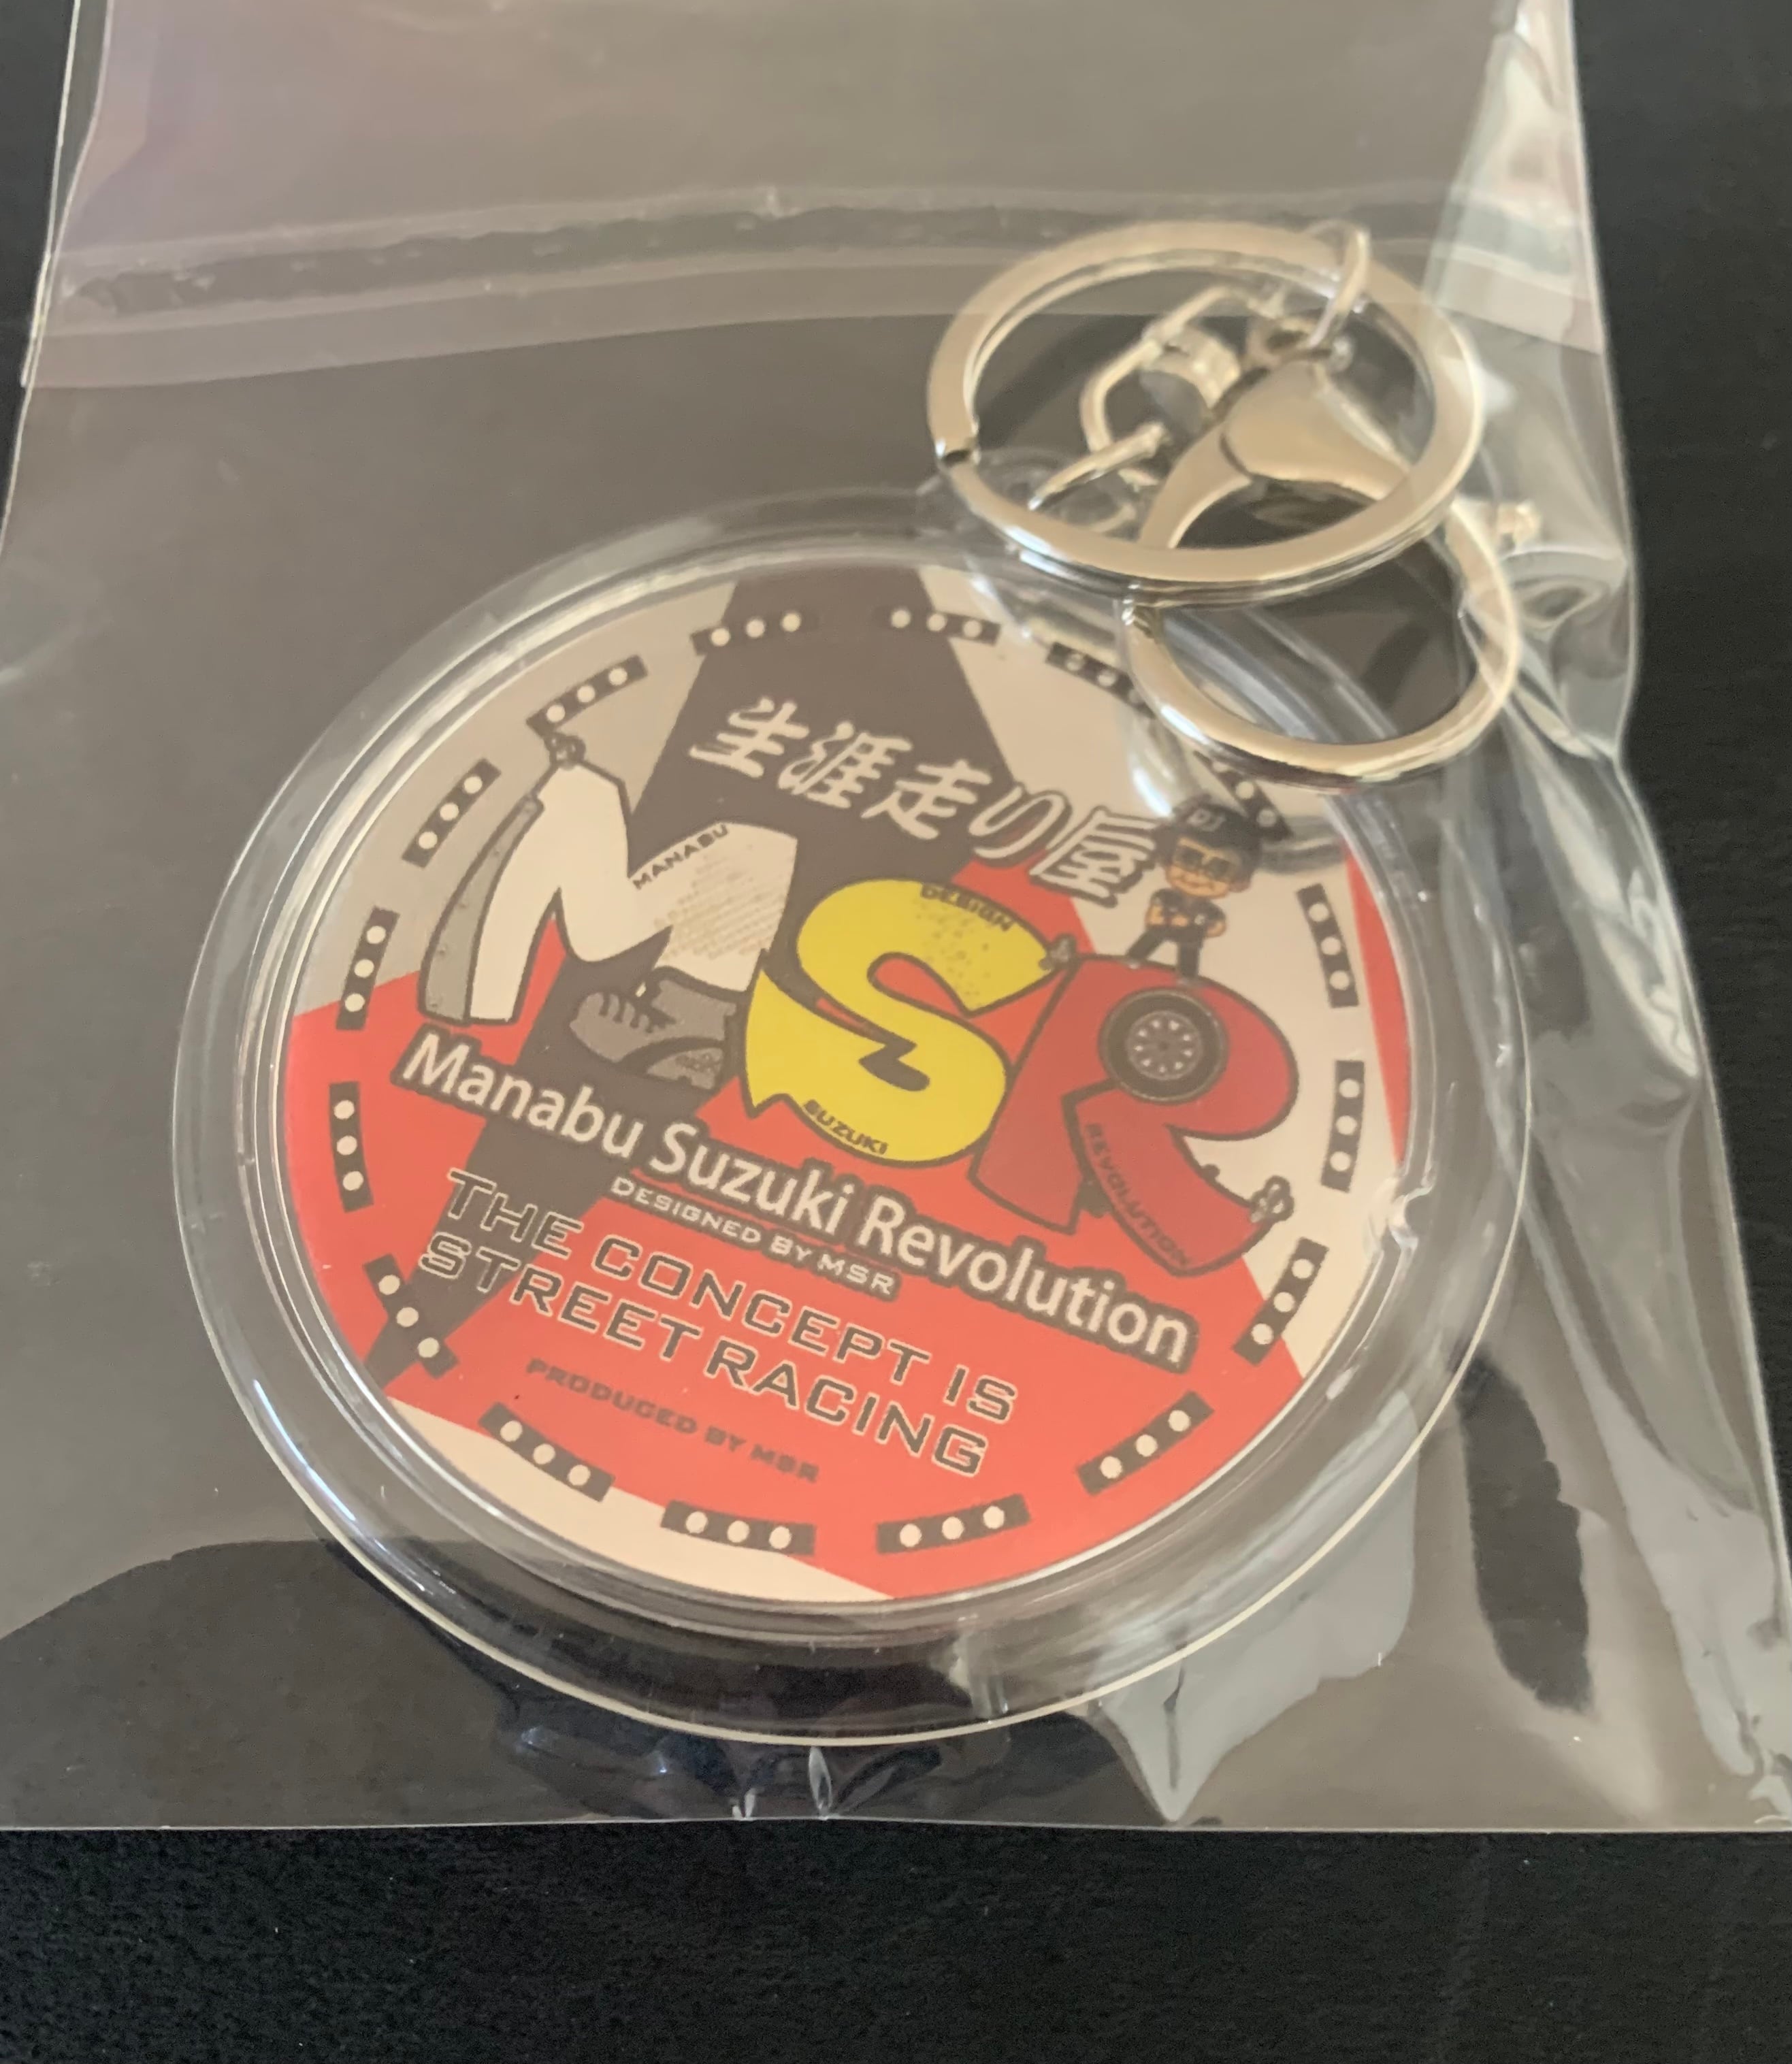 生涯走り屋
DJ
MSR
MANABU
DESIGN
SUZUKI
REVOLUTION
Manabu Suzuki Revolution
DESIGNED BY MSR
THE CONCEPT IS
STREET RACING
PRODUCED BY MSR